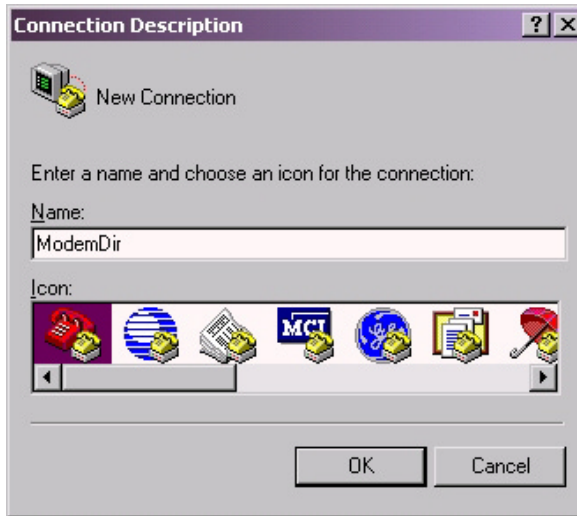 Connection Description
New Connection
Enter a name and choose an icon for the connection:
Name:
ModemDir
Icon:
MCI
OK Cancel